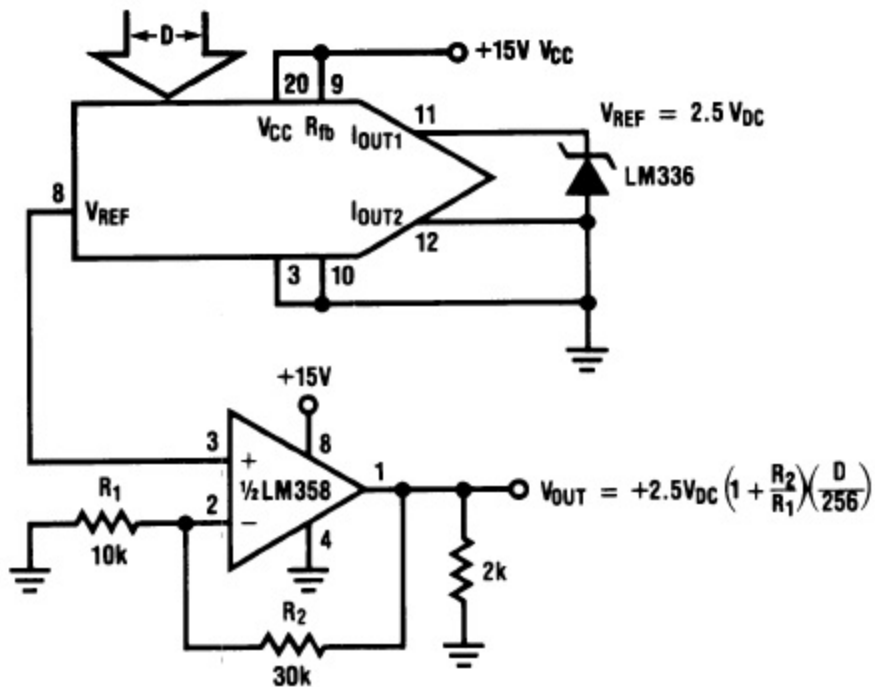 D
+15V VCC
20 9
VCC Rfb
11
IOUT1
VREF = 2.5 VDC
LM336
8
VREF
IOUT2
12
3 10
+15V
8
3
+
½ LM358
1
VOUT = +2.5VDC (1 + R2/R1)(D/256)
R1
10k
2
−
4
2k
R2
30k